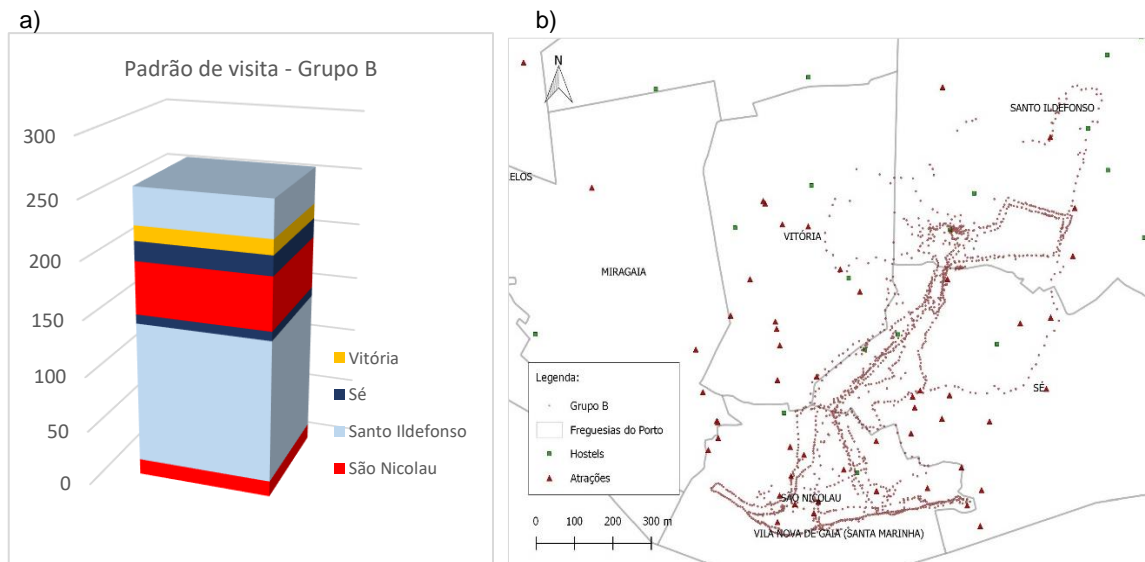 a)
Padrão de visita - Grupo B
300
250
200
150
100
50
0
Vitória
Sé
Santo Ildefonso
São Nicolau
b)
N
SANTO ILDEFONSO
ELOS
VITÓRIA
MIRAGAIA
SÉ
Legenda:
Grupo B
Freguesias do Porto
Hostels
Atrações
0 100 200 300 m
SÃO NICOLAU
VILA NOVA DE GAIA (SANTA MARINHA)